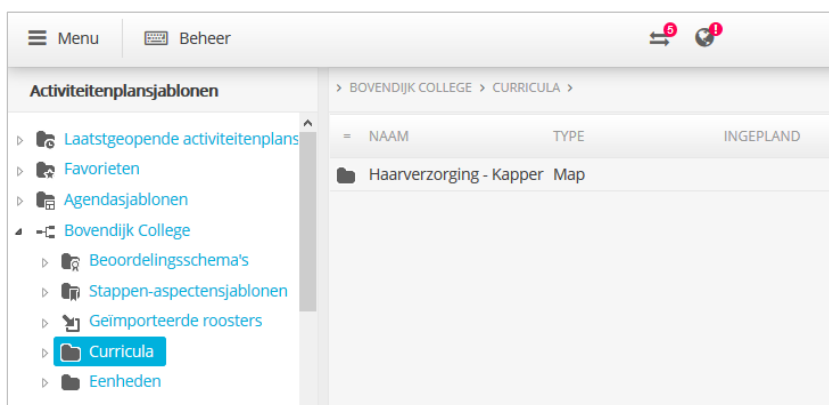 Menu Beheer 5 !
Activiteitenplansjablonen
> BOVENDIJK COLLEGE > CURRICULA >
Laatstgeopende activiteitenplans
Favorieten
Agendasjablonen
Bovendijk College
Beoordelingsschema's
Stappen-aspectensjablonen
Geïmporteerde roosters
Curricula
Eenheden
= NAAM TYPE INGEPLAND
Haarverzorging - Kapper Map